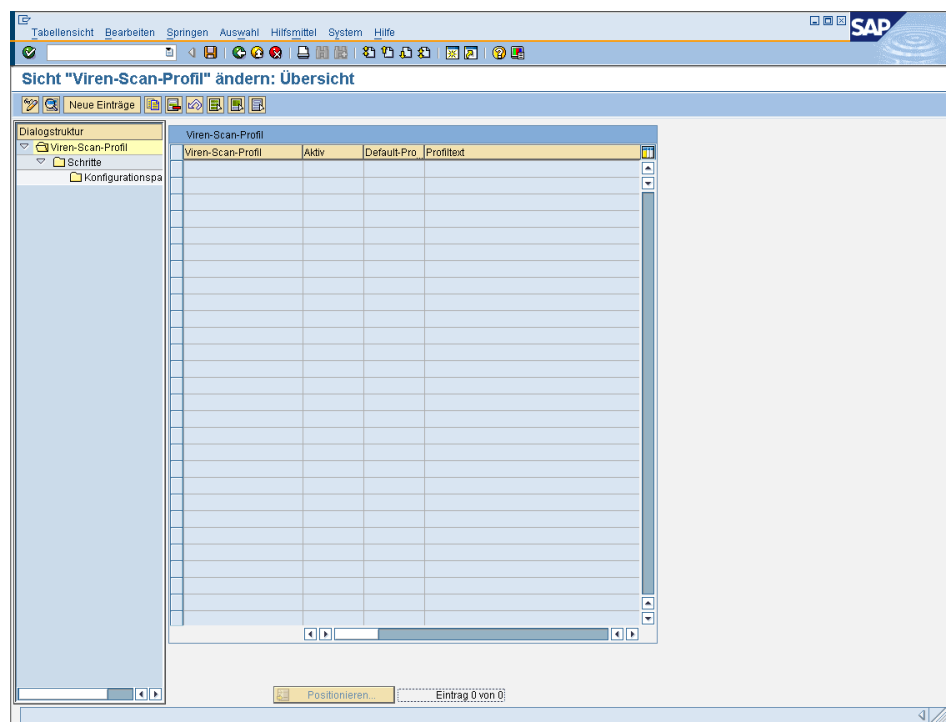 Tabellensicht Bearbeiten Springen Auswahl Hilfsmittel System Hilfe
SAP
Sicht "Viren-Scan-Profil" ändern: Übersicht
Neue Einträge
Dialogstruktur
Viren-Scan-Profil
Schritte
Konfigurationspa
Viren-Scan-Profil
Viren-Scan-Profil Aktiv Default-Pro Profiltext
Positionieren... Eintrag 0 von 0